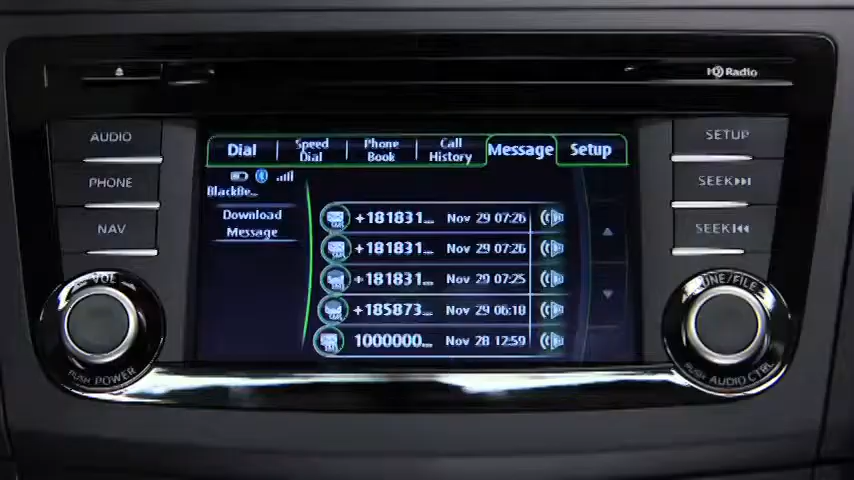 HD Radio
AUDIO
PHONE
NAV
VOL
PUSH POWER
Dial
Speed Dial
Phone Book
Call History
Message
Setup
BlackBe...
Download
Message
+181831... Nov 29 07:26
+181831... Nov 29 07:26
+181831... Nov 29 07:25
+185873... Nov 29 06:10
1000000... Nov 28 12:59
SETUP
SEEK
SEEK
TUNE/FILE
PUSH AUDIO CTRL